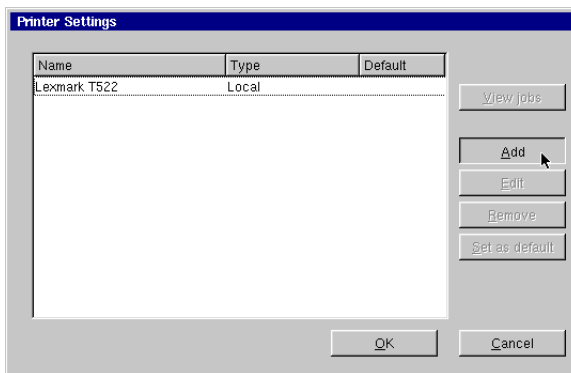 Printer Settings
Name Type Default
Lexmark T522 Local
View jobs
Add
Edit
Remove
Set as default
OK Cancel